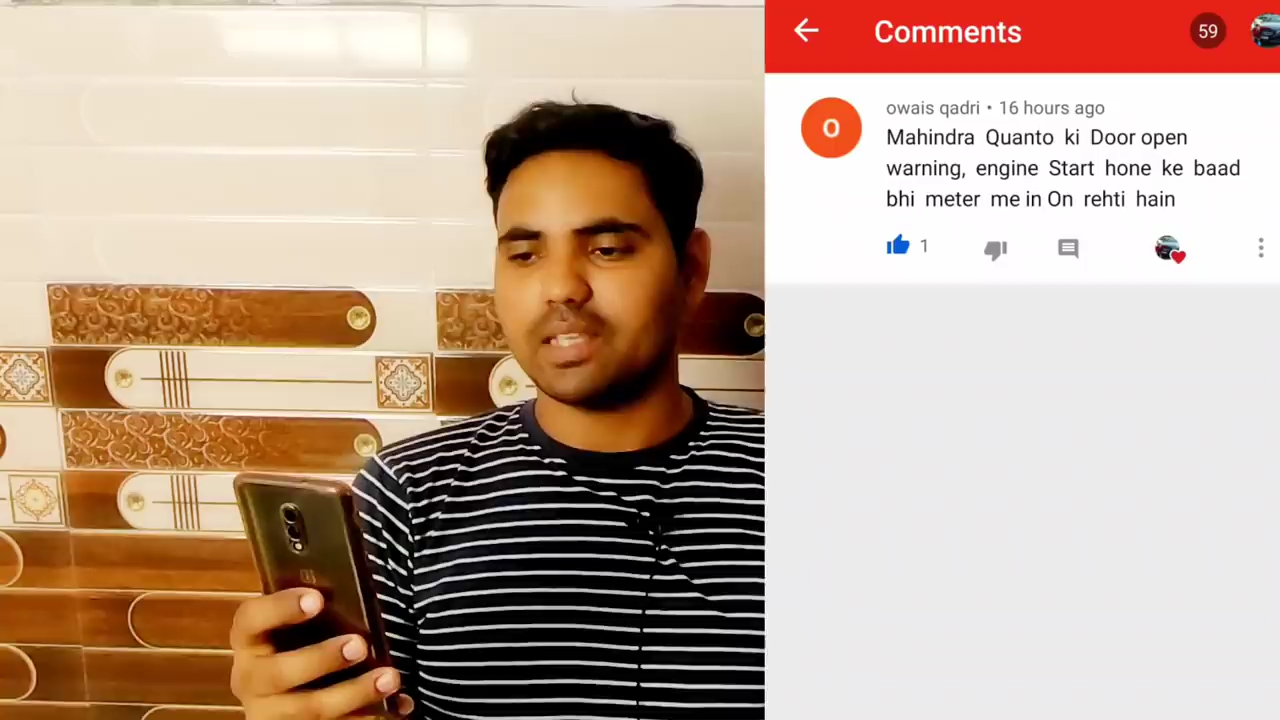 Comments
59
owais qadri • 16 hours ago
Mahindra Quanto ki Door open
warning, engine Start hone ke baad
bhi meter me in On rehti hain
1
O